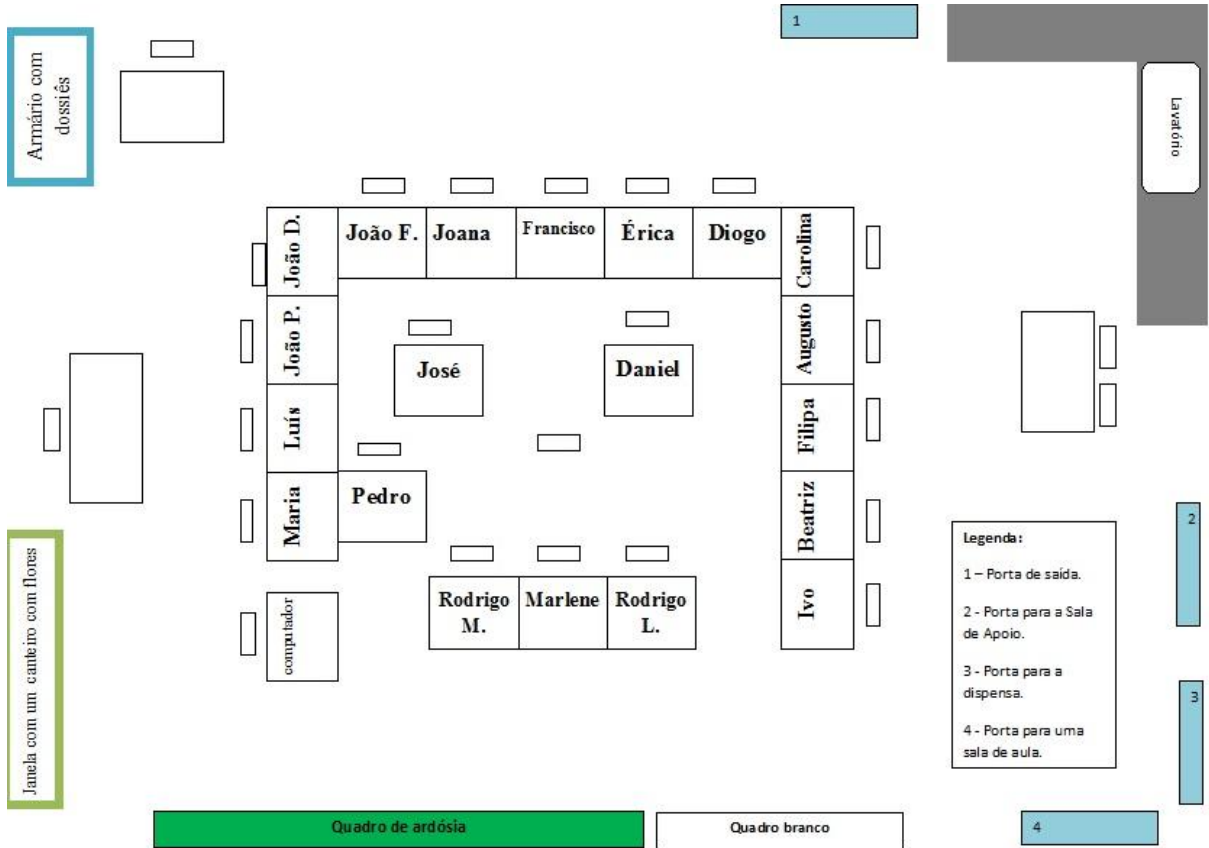 1
Armário com
dossiês
Lavatório
João D.
João F.
Joana
Francisco
Érica
Diogo
Carolina
João P.
José
Daniel
Augusto
Luís
Filipa
Maria
Pedro
Beatriz
computador
Rodrigo
M.
Marlene
Rodrigo
L.
Ivo
Janela com um canteiro com flores
Legenda:
1 – Porta de saída.
2 - Porta para a Sala
de Apoio.
3 - Porta para a
dispensa.
4 - Porta para uma
sala de aula.
2
3
Quadro de ardósia
Quadro branco
4